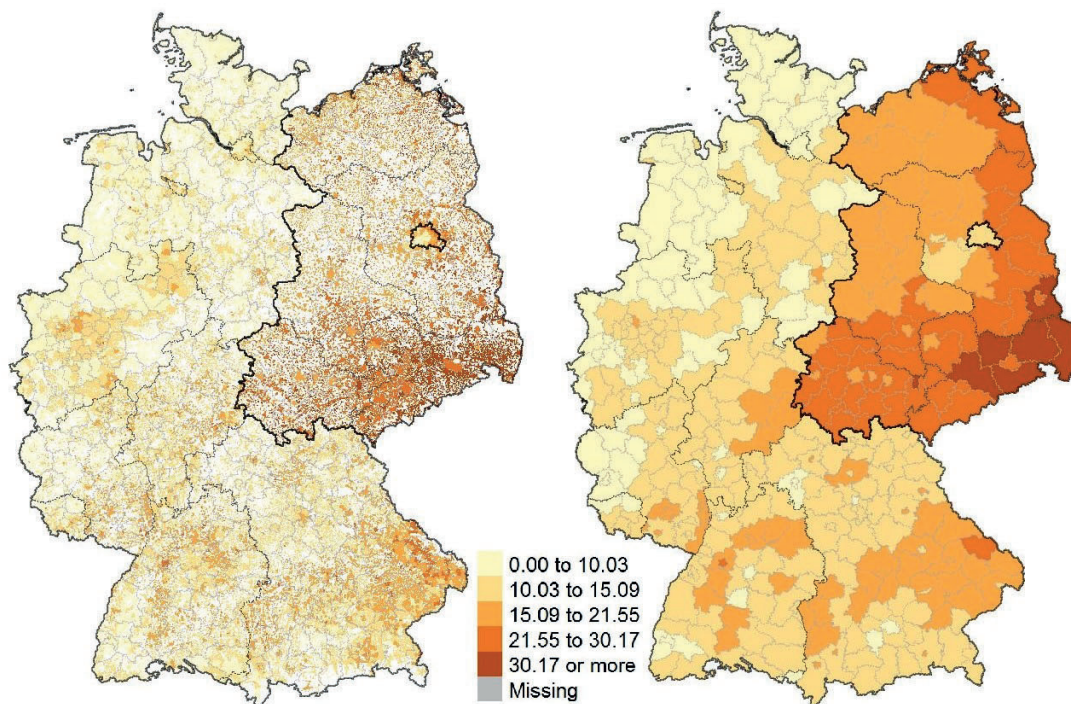 0.00 to 10.03
10.03 to 15.09
15.09 to 21.55
21.55 to 30.17
30.17 or more
Missing